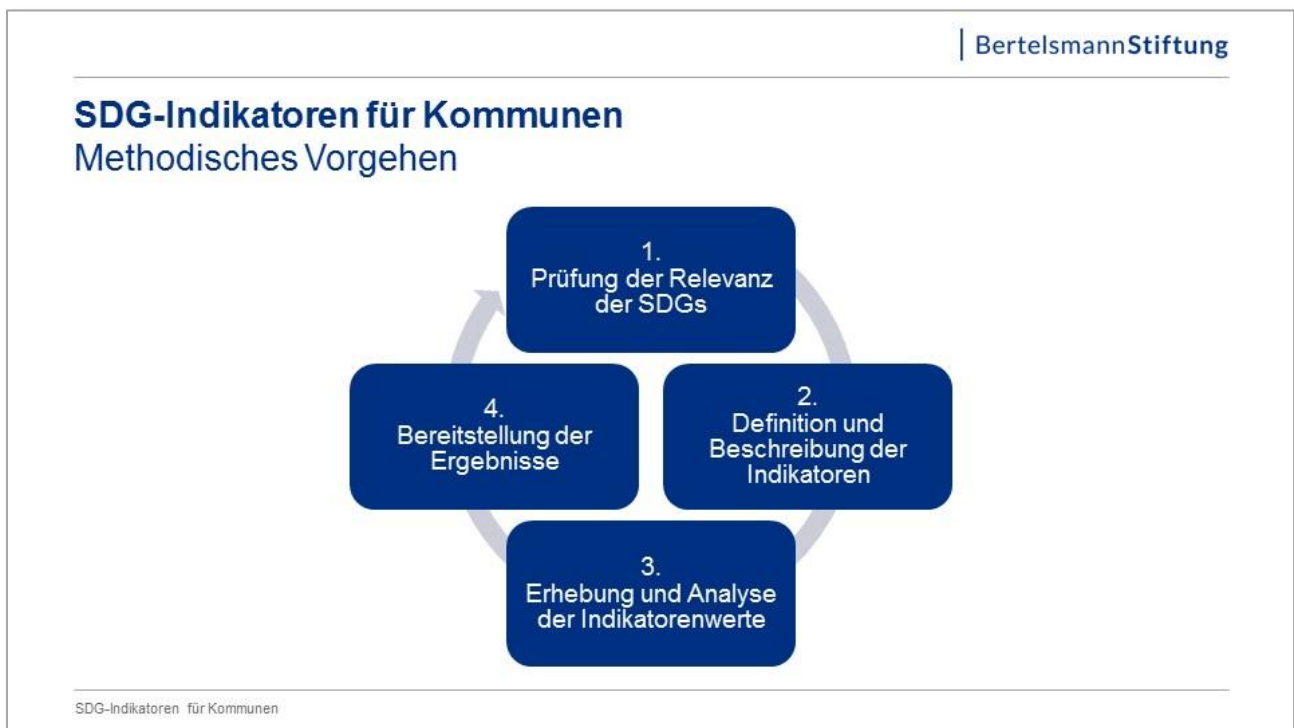 BertelsmannStiftung
SDG-Indikatoren für Kommunen
Methodisches Vorgehen
1.
Prüfung der Relevanz
der SDGs
2.
Definition und
Beschreibung der
Indikatoren
3.
Erhebung und Analyse
der Indikatorenwerte
4.
Bereitstellung der
Ergebnisse
SDG-Indikatoren für Kommunen